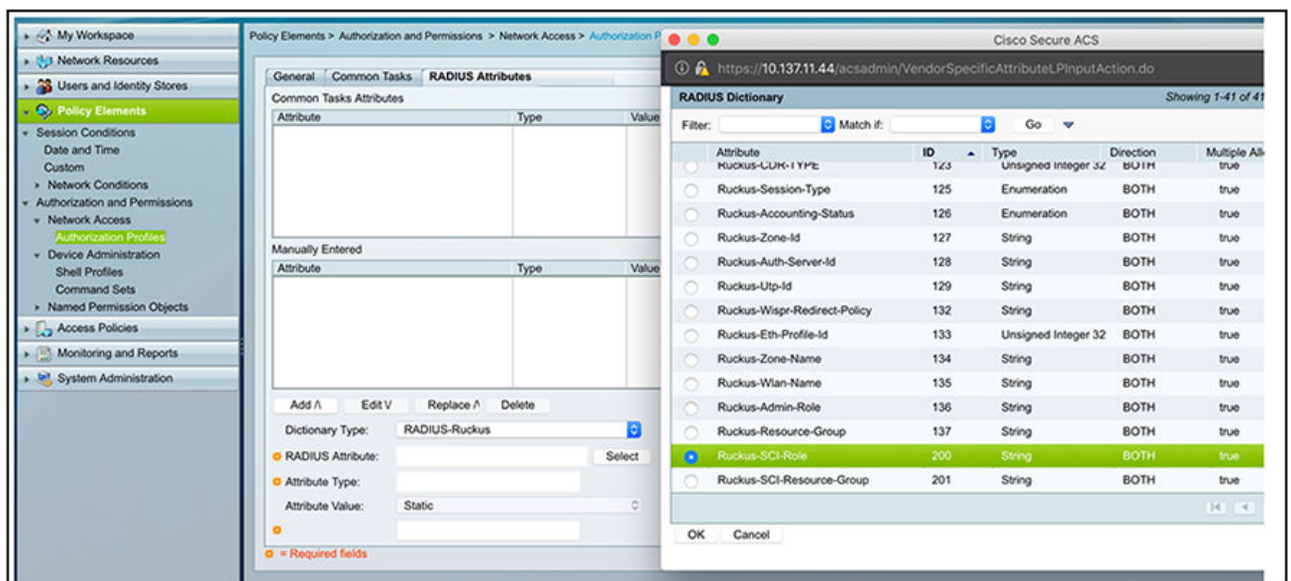 My Workspace
Network Resources
Users and Identity Stores
Policy Elements
Session Conditions
Date and Time
Custom
Network Conditions
Authorization and Permissions
Network Access
Authorization Profiles
Device Administration
Shell Profiles
Command Sets
Named Permission Objects
Access Policies
Monitoring and Reports
System Administration
Policy Elements > Authorization and Permissions > Network Access > Authorization P
General Common Tasks RADIUS Attributes
Common Tasks Attributes
Attribute Type Value
Manually Entered
Attribute Type Value
Add /\ Edit V Replace /\ Delete
Dictionary Type: RADIUS-Ruckus
RADIUS Attribute: Select
Attribute Type:
Attribute Value: Static
= Required fields
Cisco Secure ACS
https://10.137.11.44/acsadmin/VendorSpecificAttributeLPInputAction.do
RADIUS Dictionary Showing 1-41 of 41
Filter: Match if: Go
Attribute ID Type Direction Multiple All
Ruckus-CDR-TYPE 123 Unsigned Integer 32 BOTH true
Ruckus-Session-Type 125 Enumeration BOTH true
Ruckus-Accounting-Status 126 Enumeration BOTH true
Ruckus-Zone-Id 127 String BOTH true
Ruckus-Auth-Server-Id 128 String BOTH true
Ruckus-Utp-Id 129 String BOTH true
Ruckus-Wispr-Redirect-Policy 132 String BOTH true
Ruckus-Eth-Profile-Id 133 Unsigned Integer 32 BOTH true
Ruckus-Zone-Name 134 String BOTH true
Ruckus-Wlan-Name 135 String BOTH true
Ruckus-Admin-Role 136 String BOTH true
Ruckus-Resource-Group 137 String BOTH true
Ruckus-SCI-Role 200 String BOTH true
Ruckus-SCI-Resource-Group 201 String BOTH true
OK Cancel